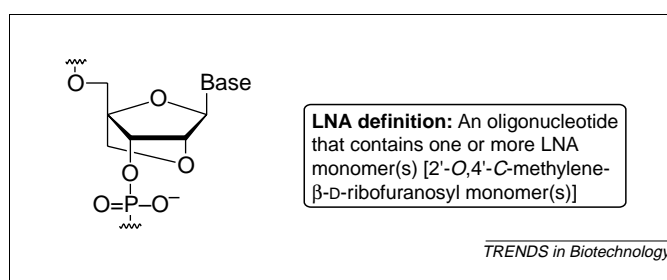 O
O
Base
O
O
O=P-O−
LNA definition: An oligonucleotide
that contains one or more LNA
monomer(s) [2'-O,4'-C-methylene-
β-D-ribofuranosyl monomer(s)]
TRENDS in Biotechnology